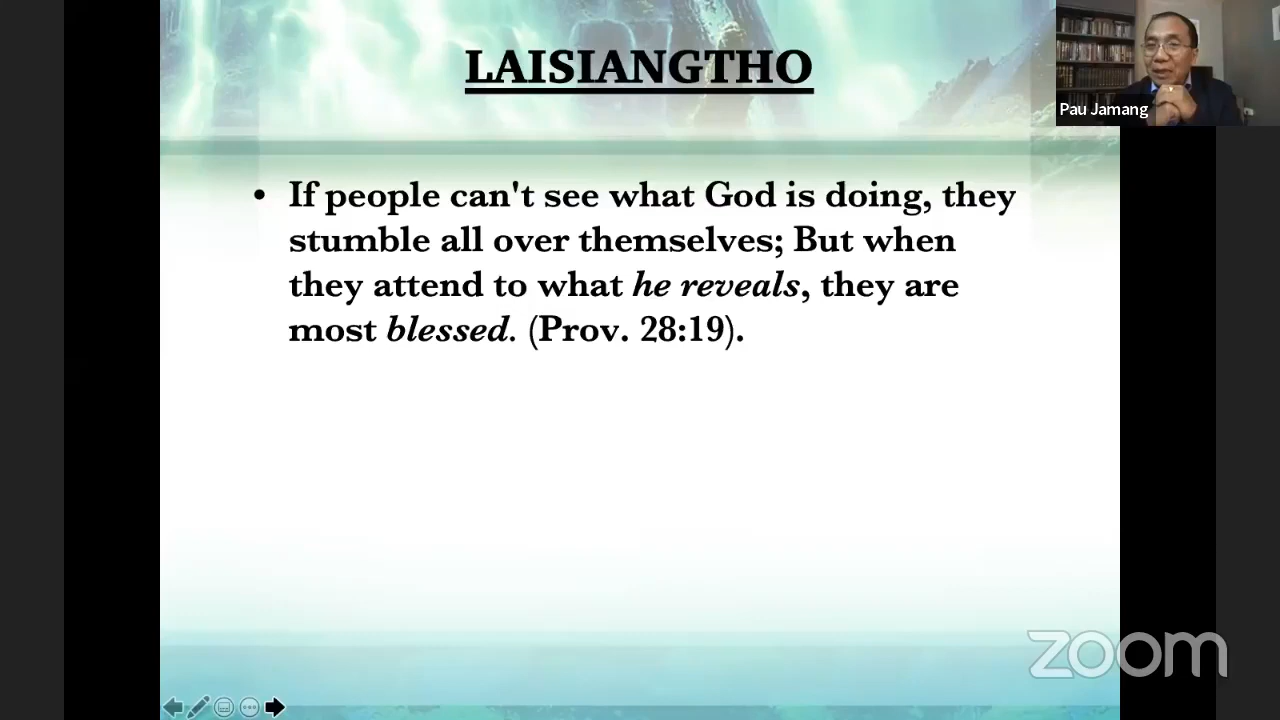 LAISIANGTHO
Pau Jamang
• If people can't see what God is doing, they
stumble all over themselves; But when
they attend to what he reveals, they are
most blessed. (Prov. 28:19).
zoom